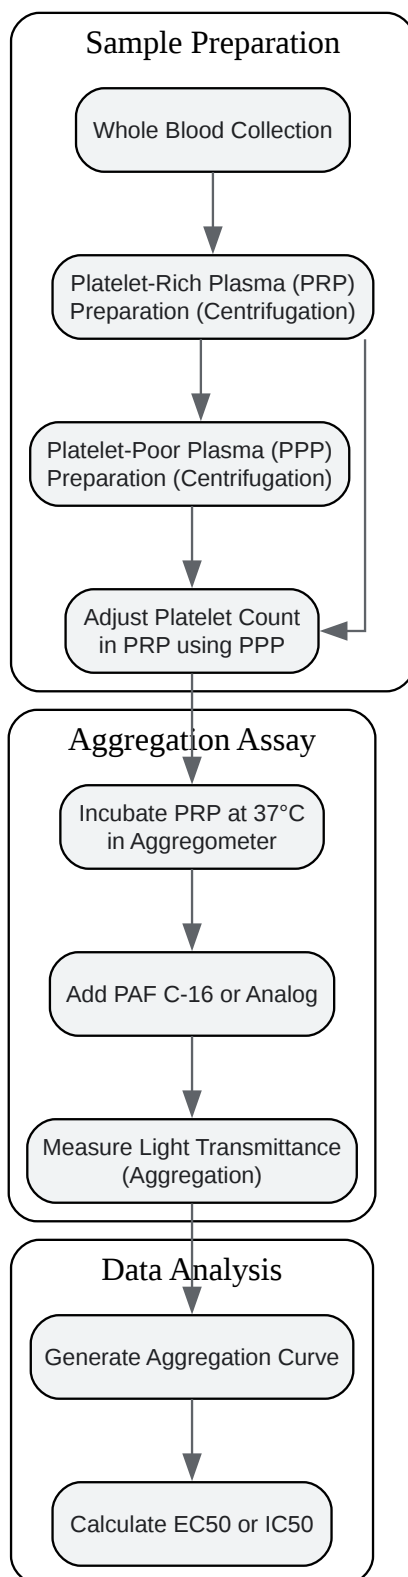 Sample Preparation
Whole Blood Collection
Platelet-Rich Plasma (PRP)
Preparation (Centrifugation)
Platelet-Poor Plasma (PPP)
Preparation (Centrifugation)
Adjust Platelet Count
in PRP using PPP
Aggregation Assay
Incubate PRP at 37°C
in Aggregometer
Add PAF C-16 or Analog
Measure Light Transmittance
(Aggregation)
Data Analysis
Generate Aggregation Curve
Calculate EC50 or IC50